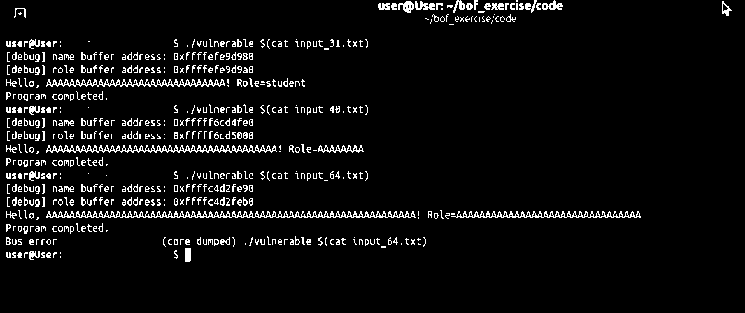 user@User: ~/bof_exercise/code
~/bof_exercise/code
user@User: $ ./vulnerable $(cat input_31.txt)
[debug] name buffer address: 0xffffefe9d980
[debug] role buffer address: 0xffffefe9d9a0
Hello, AAAAAAAAAAAAAAAAAAAAAAAAAAAAAAA! Role=student
Program completed.
user@User: $ ./vulnerable $(cat input_40.txt)
[debug] name buffer address: 0xfffff6cd4fe0
[debug] role buffer address: 0xfffff6cd5000
Hello, AAAAAAAAAAAAAAAAAAAAAAAAAAAAAAAAAAAAAAAA! Role=AAAAAAAA
Program completed.
user@User: $ ./vulnerable $(cat input_64.txt)
[debug] name buffer address: 0xffffc4d2fe90
[debug] role buffer address: 0xffffc4d2feb0
Hello, AAAAAAAAAAAAAAAAAAAAAAAAAAAAAAAAAAAAAAAAAAAAAAAAAAAAAAAAAAAAAAAA! Role=AAAAAAAAAAAAAAAAAAAAAAAAAAAAAAAA
Program completed.
Bus error (core dumped) ./vulnerable $(cat input_64.txt)
user@User: $